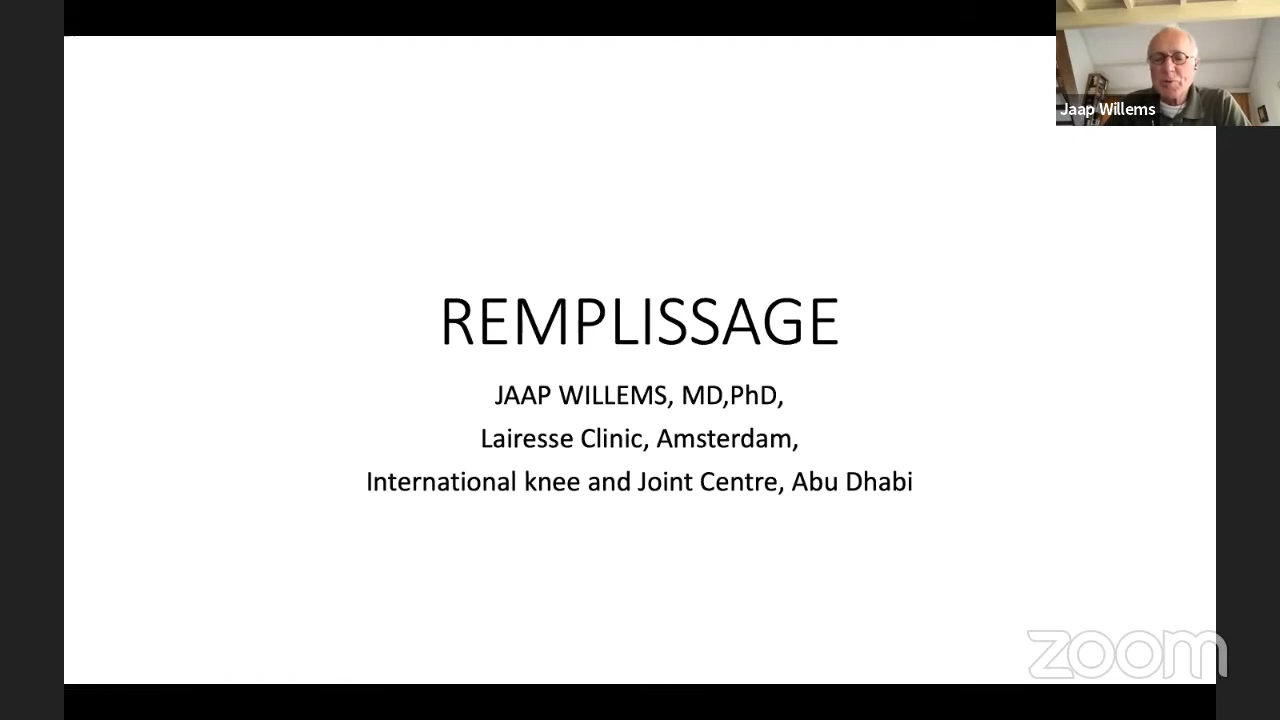 Jaap Willems
REMPLISSAGE
JAAP WILLEMS, MD,PhD,
Lairesse Clinic, Amsterdam,
International knee and Joint Centre, Abu Dhabi
zoom